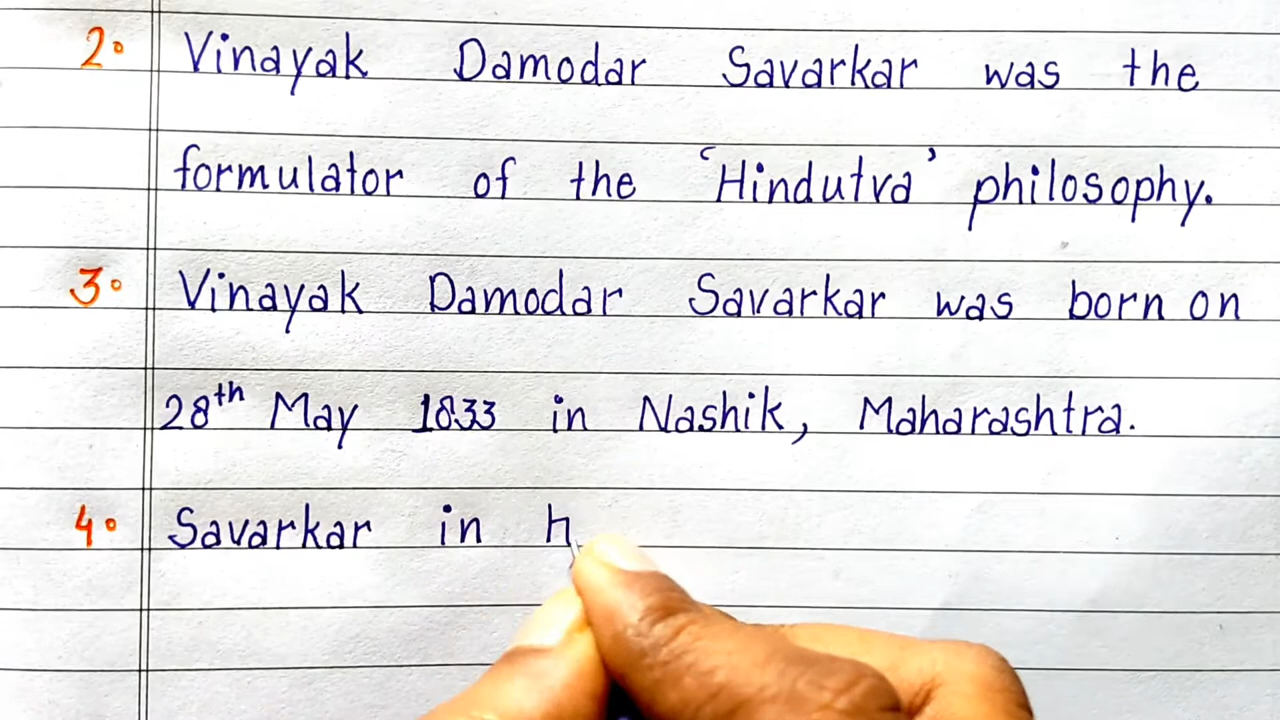 2. Vinayak Damodar Savarkar was the
formulator of the ‘Hindutva’ philosophy.
3. Vinayak Damodar Savarkar was born on
28th May 1833 in Nashik, Maharashtra.
4. Savarkar in h